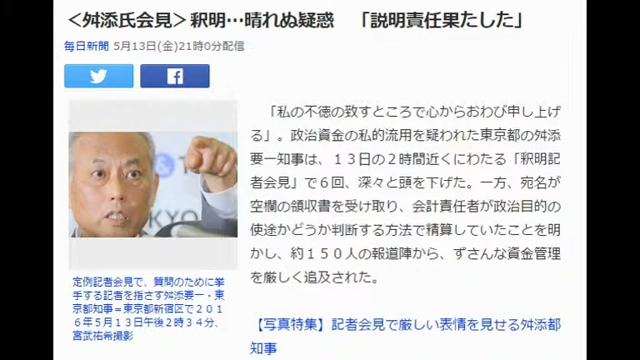 ＜舛添氏会見＞釈明…晴れぬ疑惑　「説明責任果たした」
毎日新聞 5月13日(金)21時0分配信
「私の不徳の致すところで心からおわび申し上げ
る」。政治資金の私的流用を疑われた東京都の舛添
要一知事は、１３日の２時間近くにわたる「釈明記
者会見」で６回、深々と頭を下げた。一方、宛名が
空欄の領収書を受け取り、会計責任者が政治目的の
使途かどうか判断する方法で精算していたことを明
かし、約１５０人の報道陣から、ずさんな資金管理
を厳しく追及された。
TOKYO
定例記者会見で、質問のために挙
手する記者を指さす舛添要一・東
京都知事＝東京都新宿区で２０１
６年５月１３日午後２時３４分、
宮武祐希撮影
【写真特集】記者会見で厳しい表情を見せる舛添都
知事